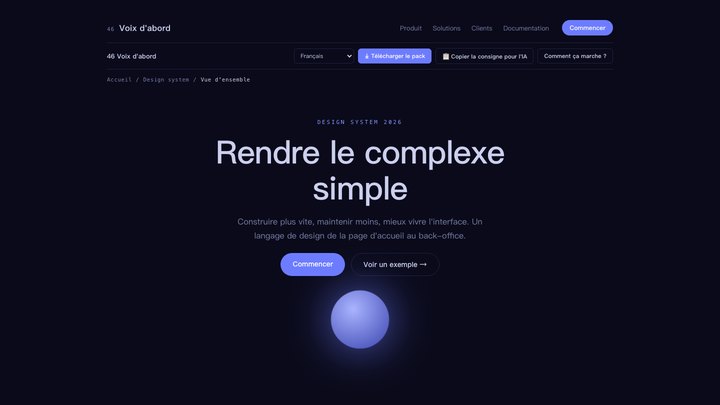 46 Voix d'abord
Produit Solutions Clients Documentation Commencer
46 Voix d'abord
Français ⤓ Télécharger le pack 📋 Copier la consigne pour l'IA Comment ça marche ?
Accueil / Design system / Vue d'ensemble
DESIGN SYSTEM 2026
Rendre le complexe
simple
Construire plus vite, maintenir moins, mieux vivre l'interface. Un
langage de design de la page d'accueil au back-office.
Commencer Voir un exemple →